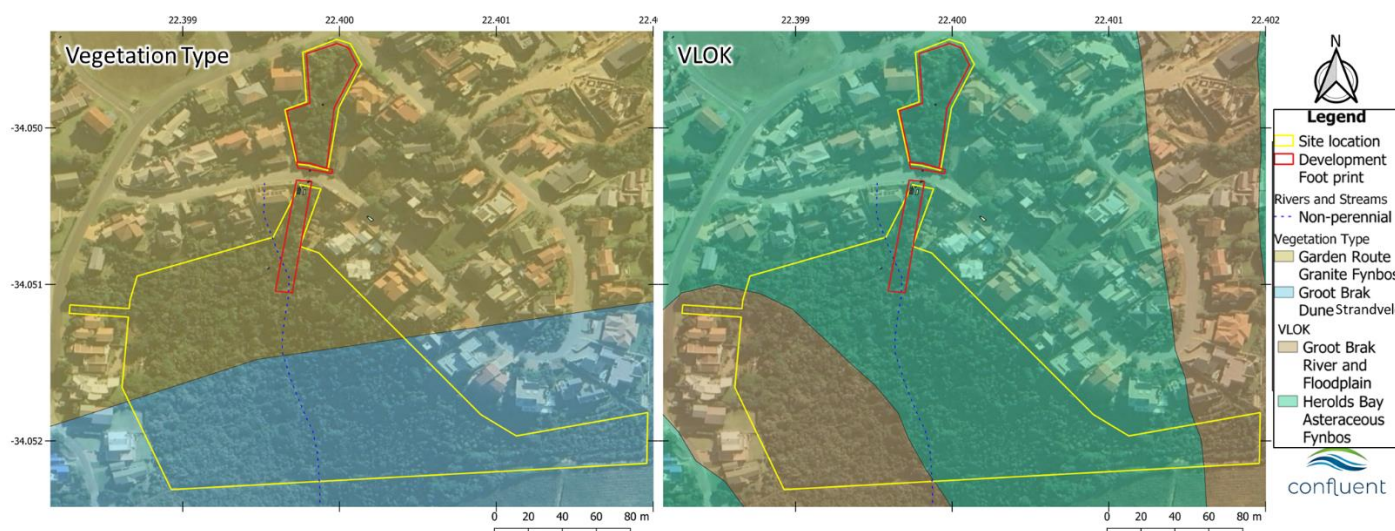 22.399 22.400 22.401 22.4
22.399 22.400 22.401 22.402
Vegetation Type
VLOK
-34.050
-34.051
-34.052
0 20 40 60 80 m
0 20 40 60 80 m
N
Legend
Site location
Development
Foot print
Rivers and Streams
Non-perennial
Vegetation Type
Garden Route
Granite Fynbos
Groot Brak
Dune Strandvel
VLOK
Groot Brak
River and
Floodplain
Herolds Bay
Asteraceous
Fynbos
confluent